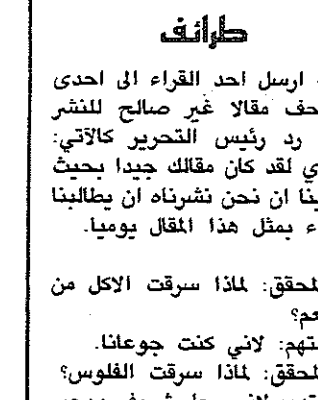 طرائف
ارسل احد القراء الى احدى
حف مقالا غير صالح للنشر
رد رئيس التحرير كالآتي:
ي لقد كان مقالك جيدا بحيث
ينا ان نحن نشرناه ان يطالبنا
ء بمثل هذا المقال يوميا.
لمحقق: لماذا سرقت الاكل من
عم؟
تهم: لاني كنت جوعانا.
لمحقق: لماذا سرقت الفلوس؟